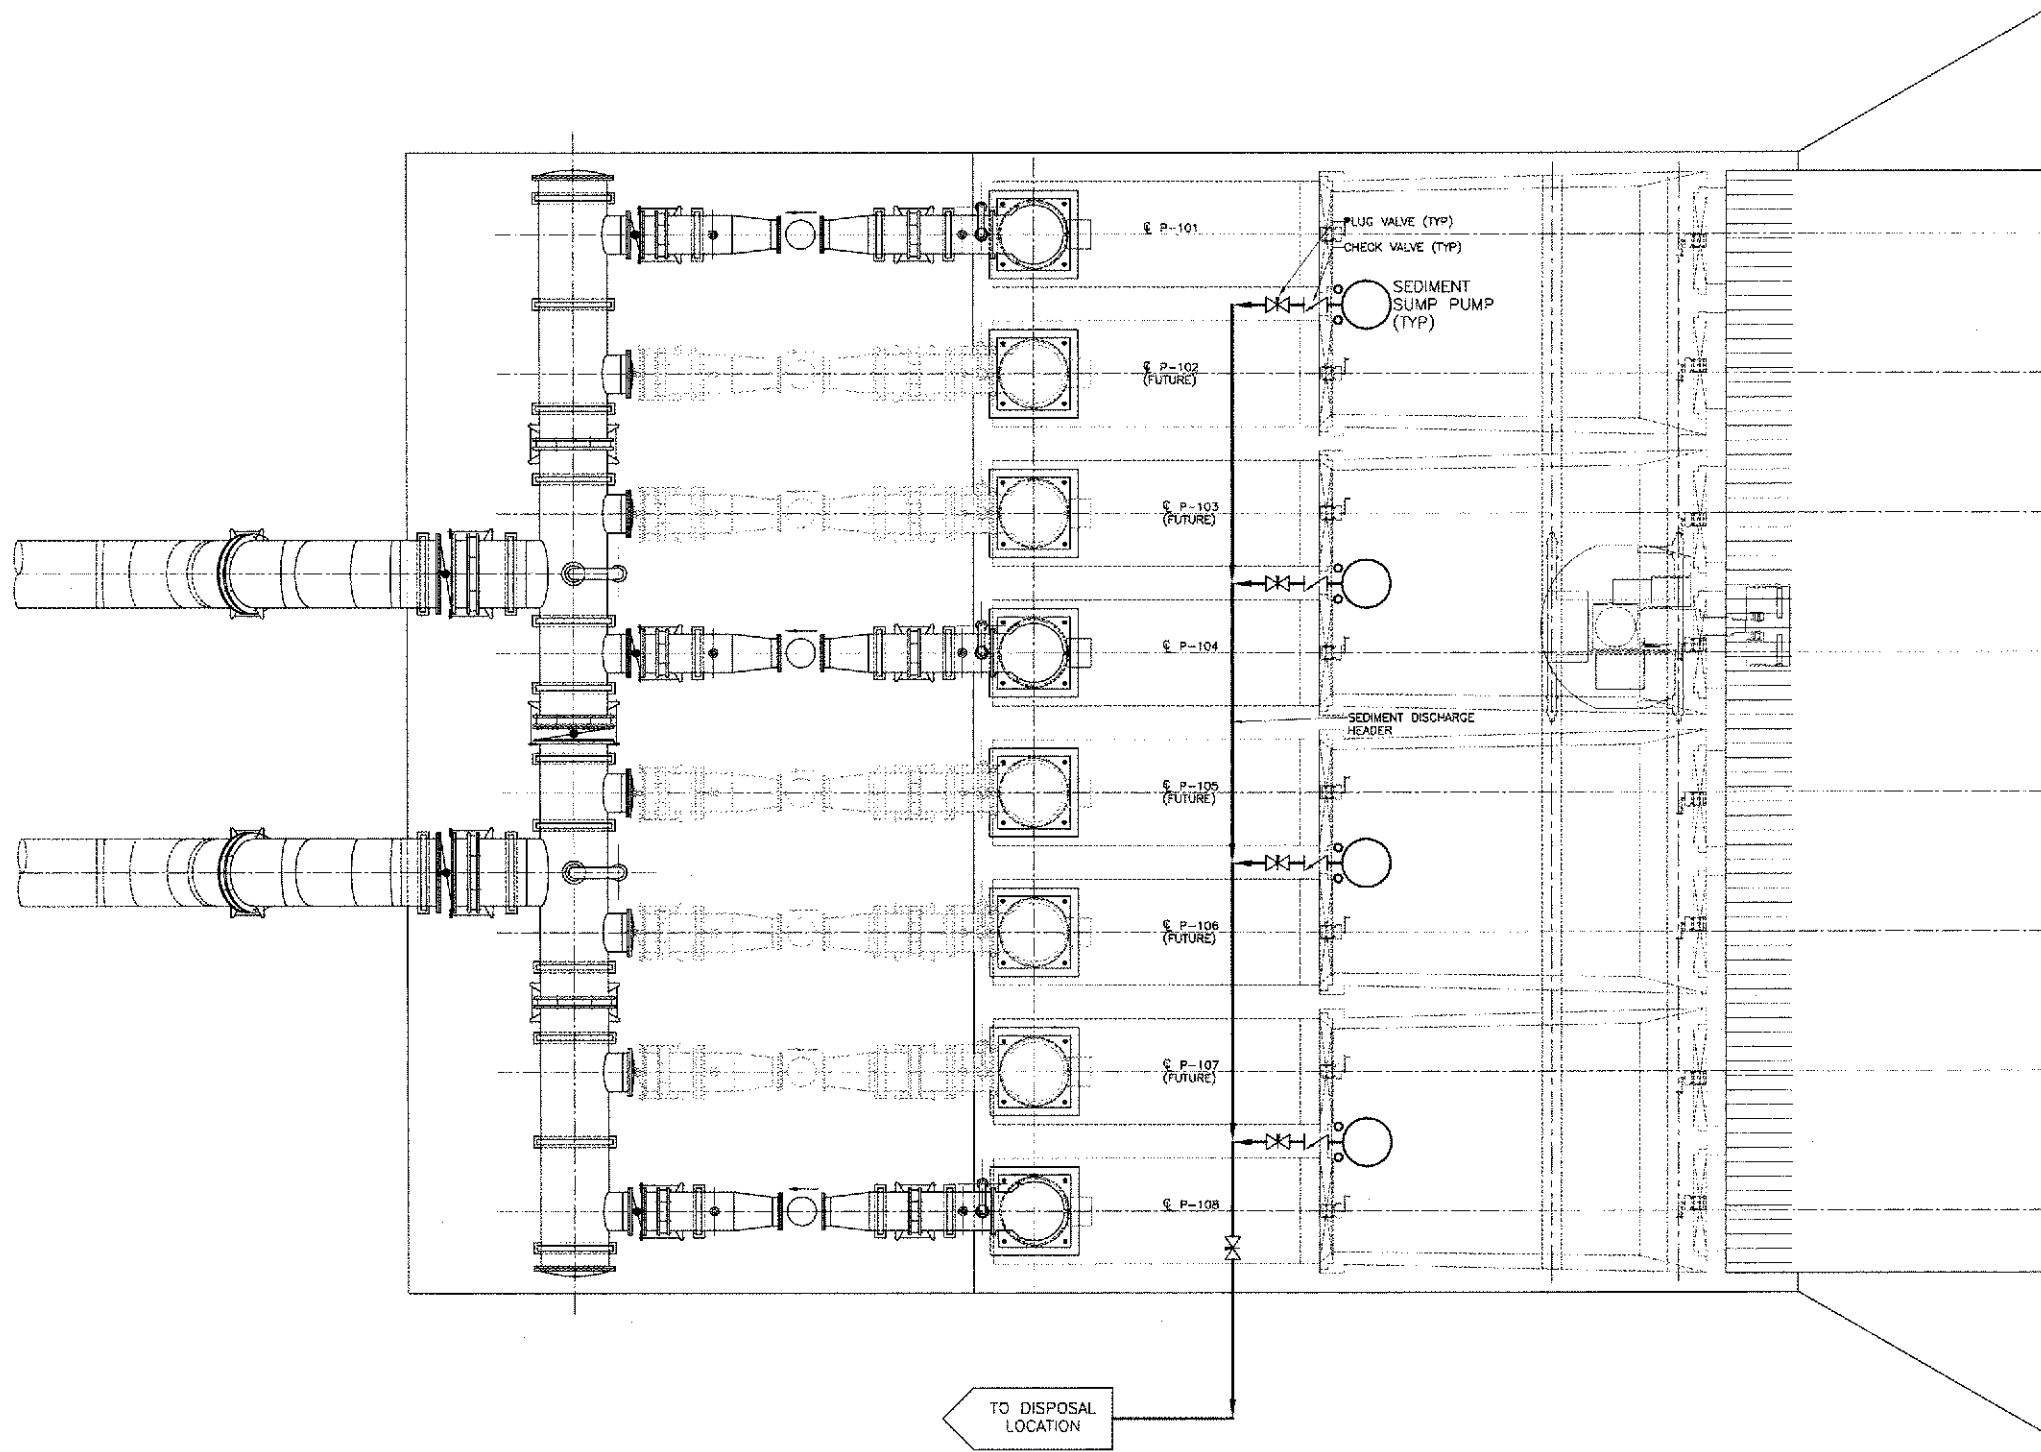 ℄ P-101
PLUG VALVE (TYP)
CHECK VALVE (TYP)
SEDIMENT
SUMP PUMP
(TYP)
℄ P-102
(FUTURE)
℄ P-103
(FUTURE)
℄ P-104
SEDIMENT DISCHARGE
HEADER
℄ P-105
(FUTURE)
℄ P-106
(FUTURE)
℄ P-107
(FUTURE)
℄ P-108
TO DISPOSAL
LOCATION